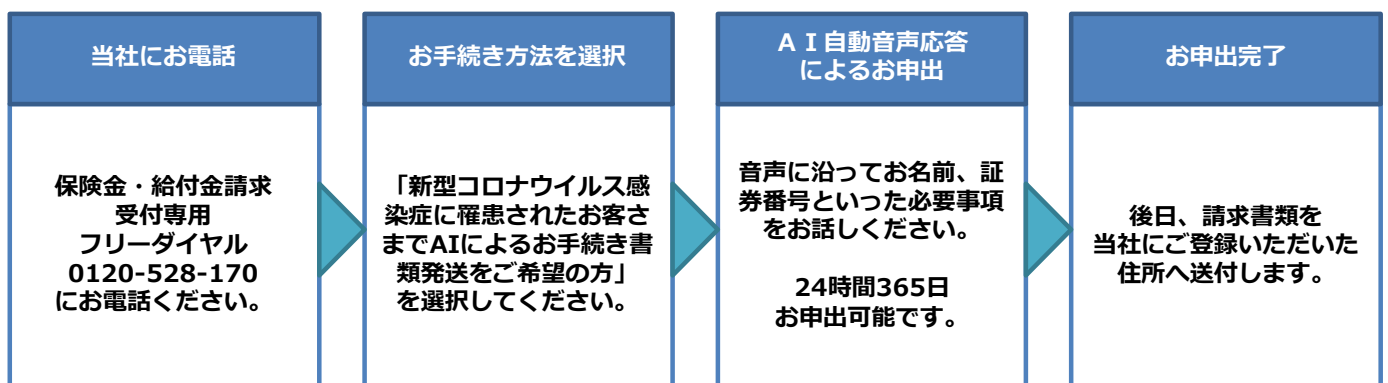 当社にお電話
保険金・給付金請求
受付専用
フリーダイヤル
0120-528-170
にお電話ください。
お手続き方法を選択
「新型コロナウイルス感
染症に罹患されたお客さ
までAIによるお手続き書
類発送をご希望の方」
を選択してください。
ＡＩ自動音声応答
によるお申出
音声に沿ってお名前、証
券番号といった必要事項
をお話しください。
24時間365日
お申出可能です。
お申出完了
後日、請求書類を
当社にご登録いただいた
住所へ送付します。